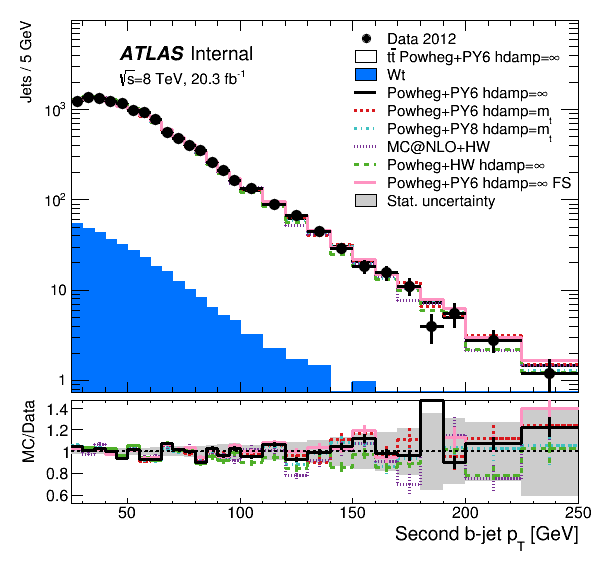 Jets / 5 GeV
ATLAS Internal
√s=8 TeV, 20.3 fb⁻¹
Data 2012
tt̄ Powheg+PY6 hdamp=∞
Wt
Powheg+PY6 hdamp=∞
Powheg+PY6 hdamp=mₜ
Powheg+PY8 hdamp=mₜ
MC@NLO+HW
Powheg+HW hdamp=∞
Powheg+PY6 hdamp=∞ FS
Stat. uncertainty
10³
10²
10
1
MC/Data
1.4
1.2
1.0
0.8
0.6
50 100 150 200 250
Second b-jet p_T [GeV]